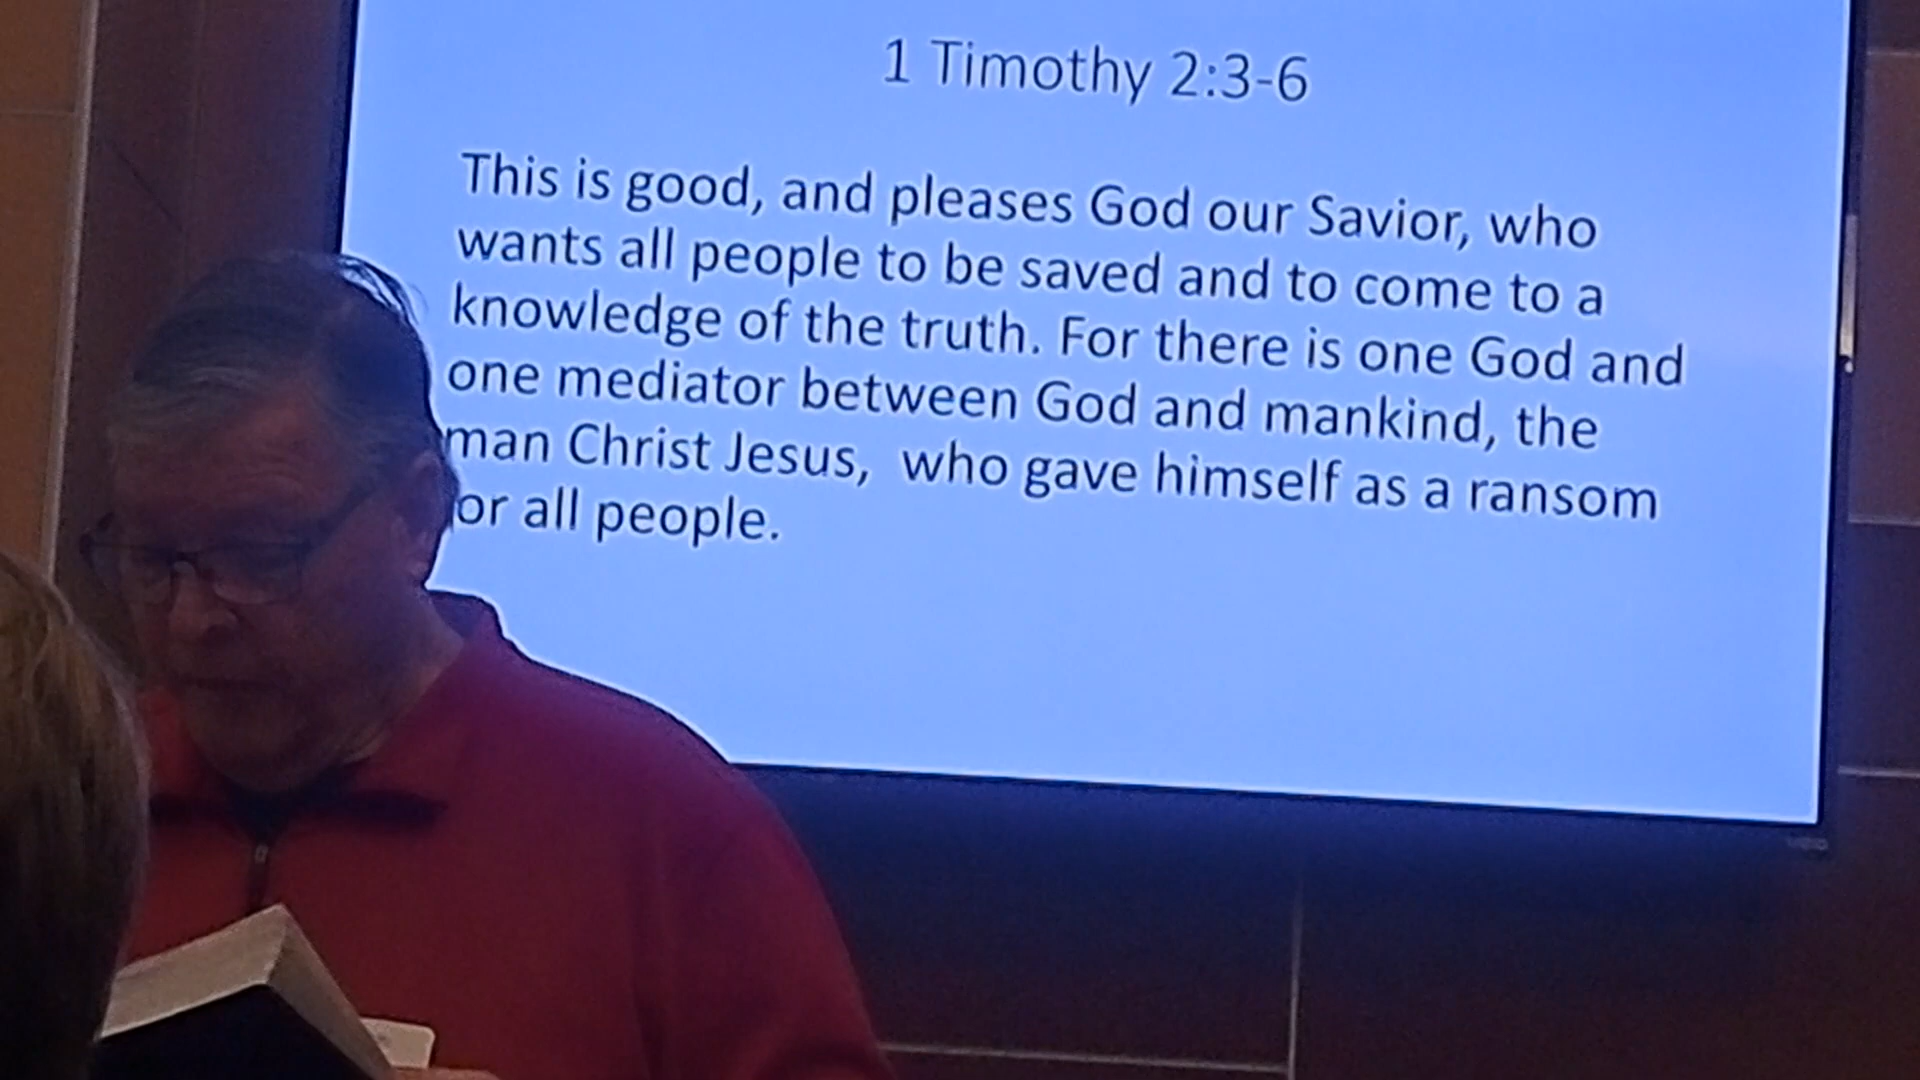 1 Timothy 2:3-6
This is good, and pleases God our Savior, who
wants all people to be saved and to come to a
knowledge of the truth. For there is one God and
one mediator between God and mankind, the
man Christ Jesus, who gave himself as a ransom
or all people.